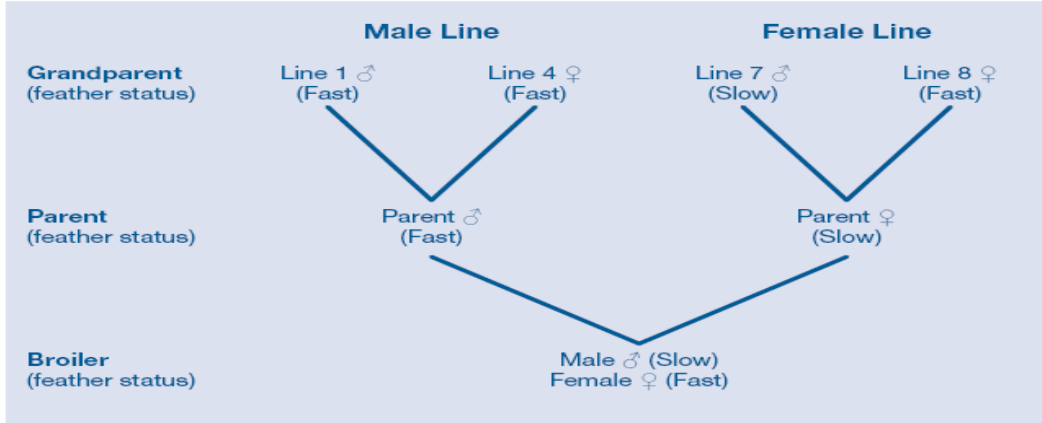 Male Line Female Line
Grandparent Line 1 ♂ Line 4 ♀ Line 7 ♂ Line 8 ♀
(feather status) (Fast) (Fast) (Slow) (Fast)
Parent Parent ♂ Parent ♀
(feather status) (Fast) (Slow)
Broiler Male ♂ (Slow)
(feather status) Female ♀ (Fast)